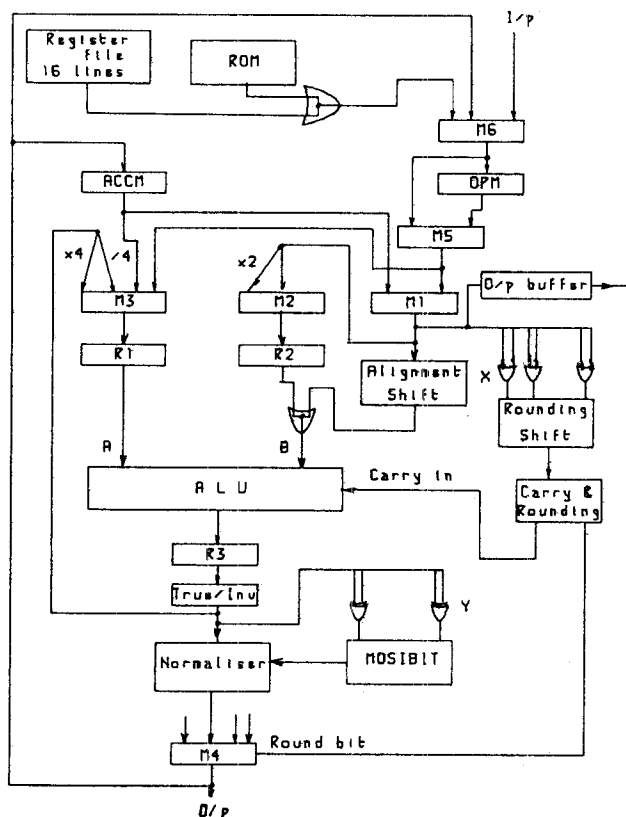 I/p
Register
file
16 lines
ROM
M6
ACCM
OPM
M5
x4
/4
x2
O/p buffer
M3
M2
M1
R1
R2
Alignment
Shift
X
Rounding
Shift
A
B
A L U
Carry in
Carry &
Rounding
R3
True/Inv
Y
Normaliser
MOSIBIT
Round bit
M4
O/p